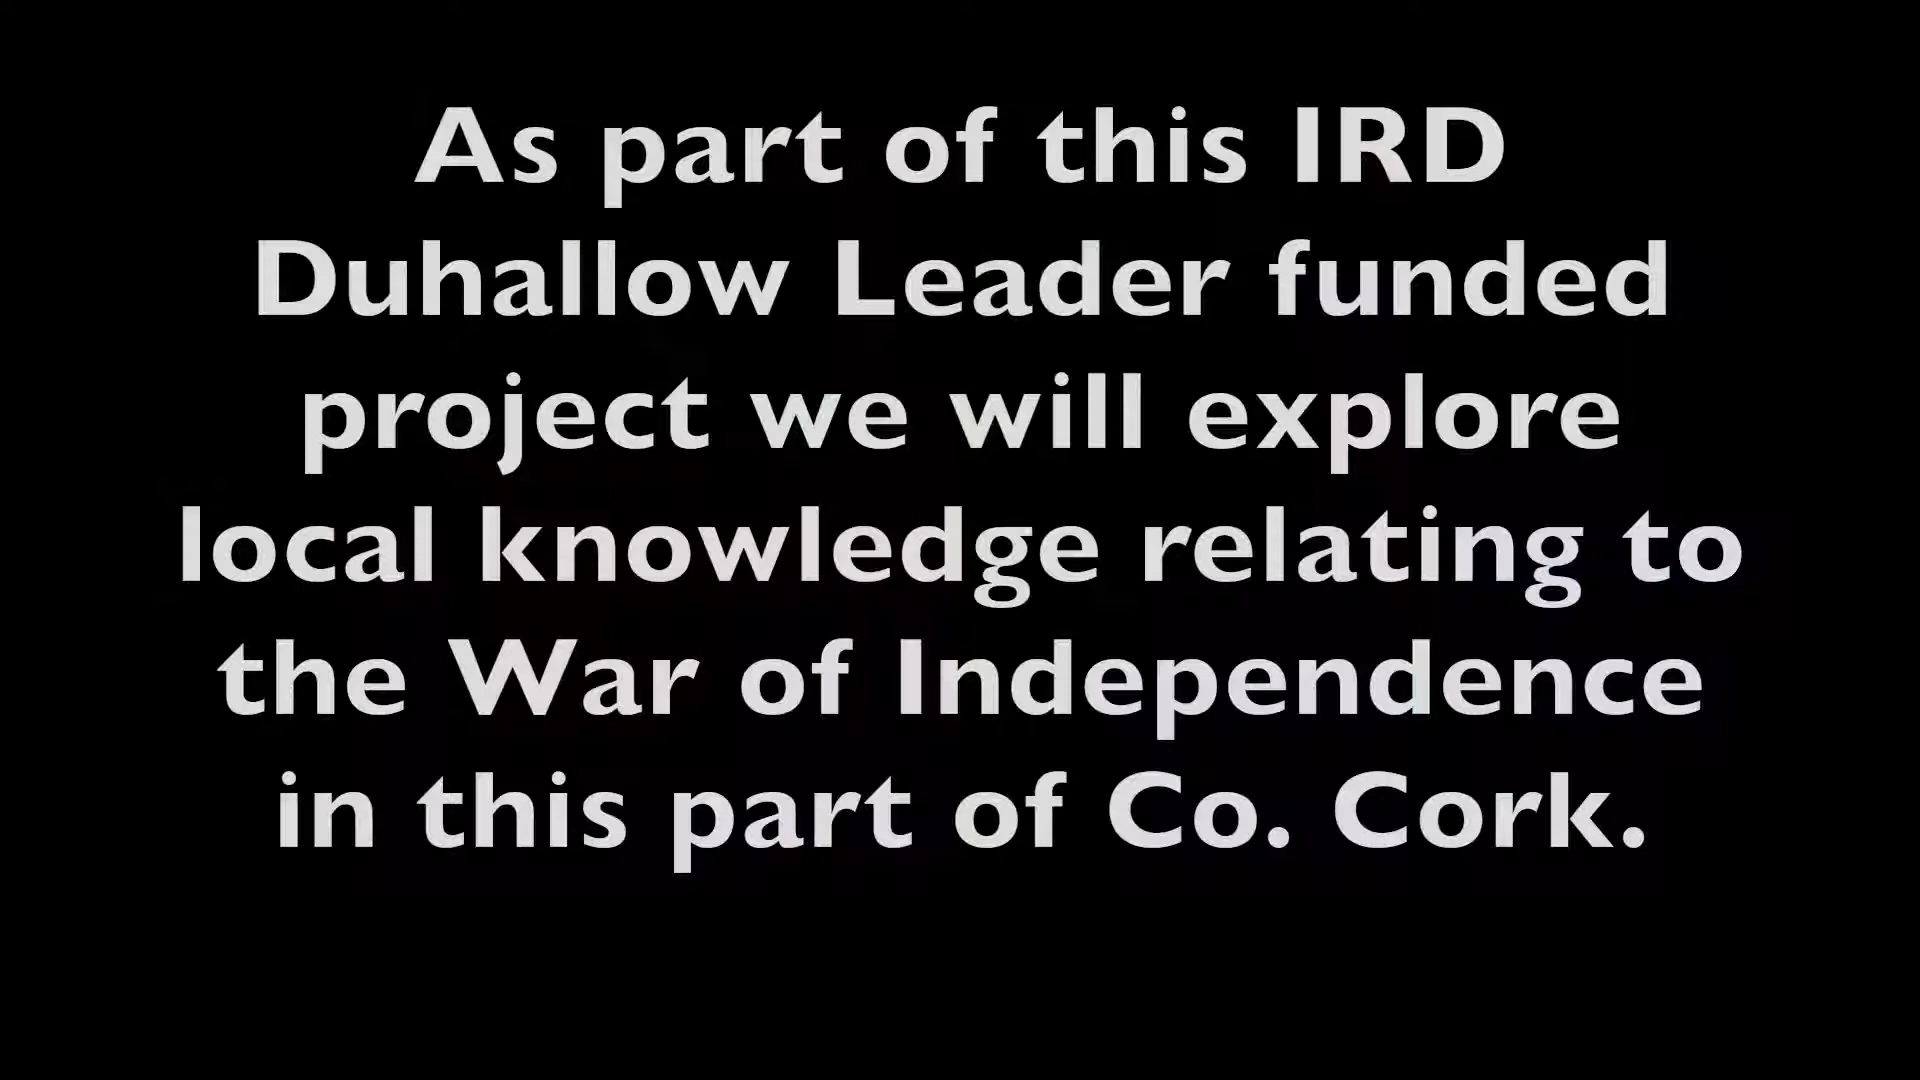 As part of this IRD
Duhallow Leader funded
project we will explore
local knowledge relating to
the War of Independence
in this part of Co. Cork.